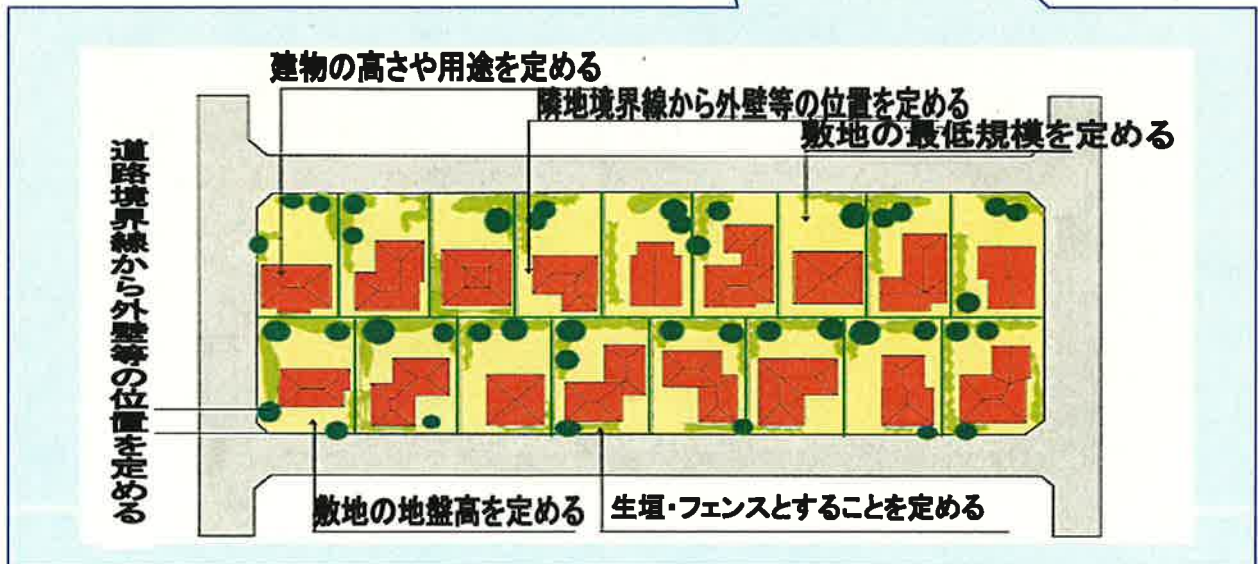 建物の高さや用途を定める
隣地境界線から外壁等の位置を定める
敷地の最低規模を定める
道路境界線から外壁等の位置を定める
敷地の地盤高を定める
生垣・フェンスとすることを定める